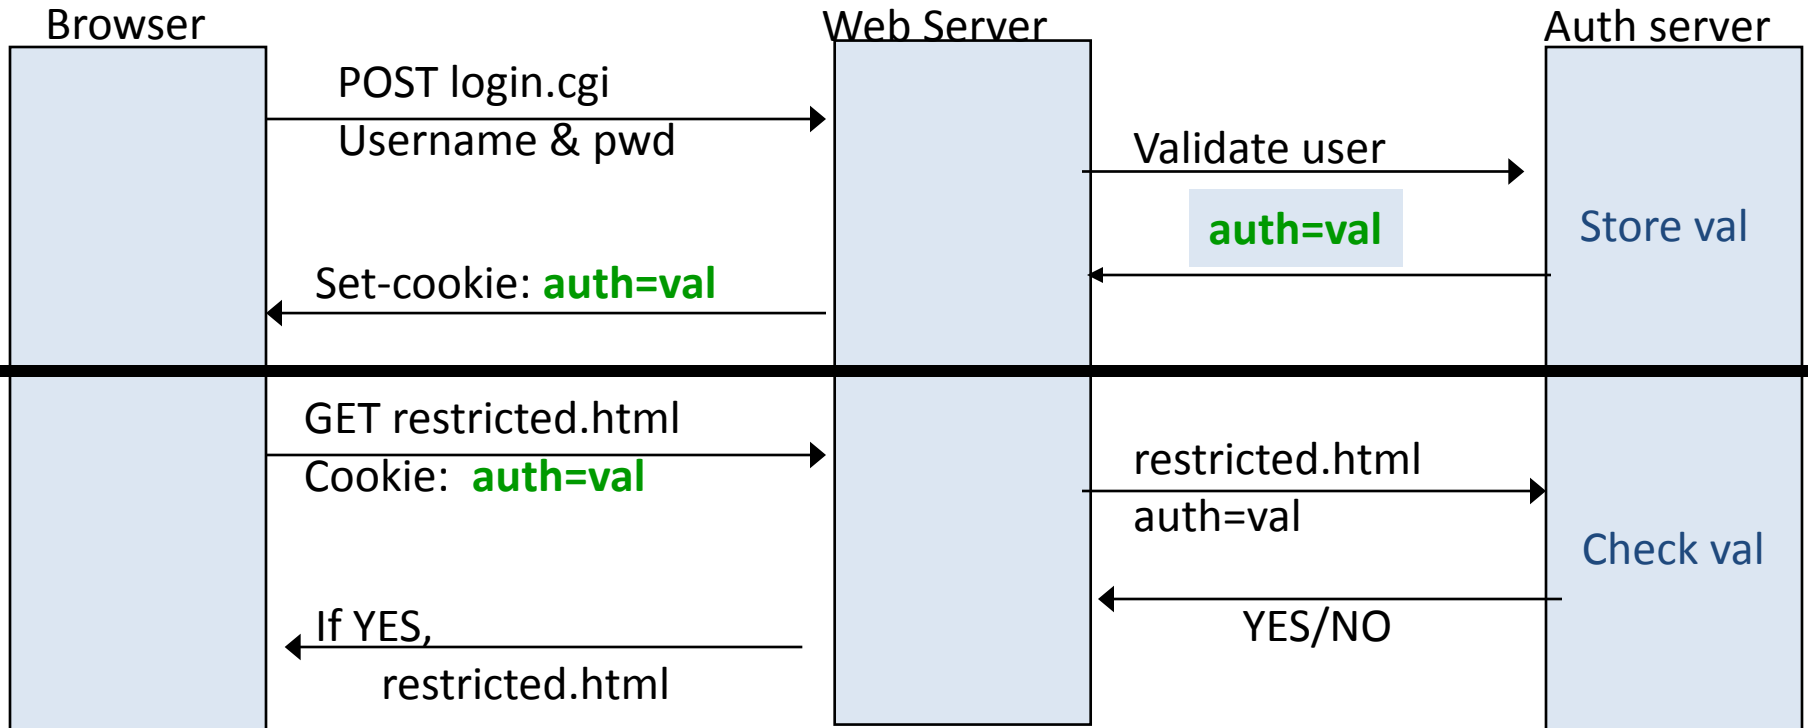 Browser
Web Server
Auth server
POST login.cgi
Username & pwd
Validate user
auth=val
Store val
Set-cookie: auth=val
GET restricted.html
Cookie: auth=val
restricted.html
auth=val
Check val
YES/NO
If YES,
restricted.html